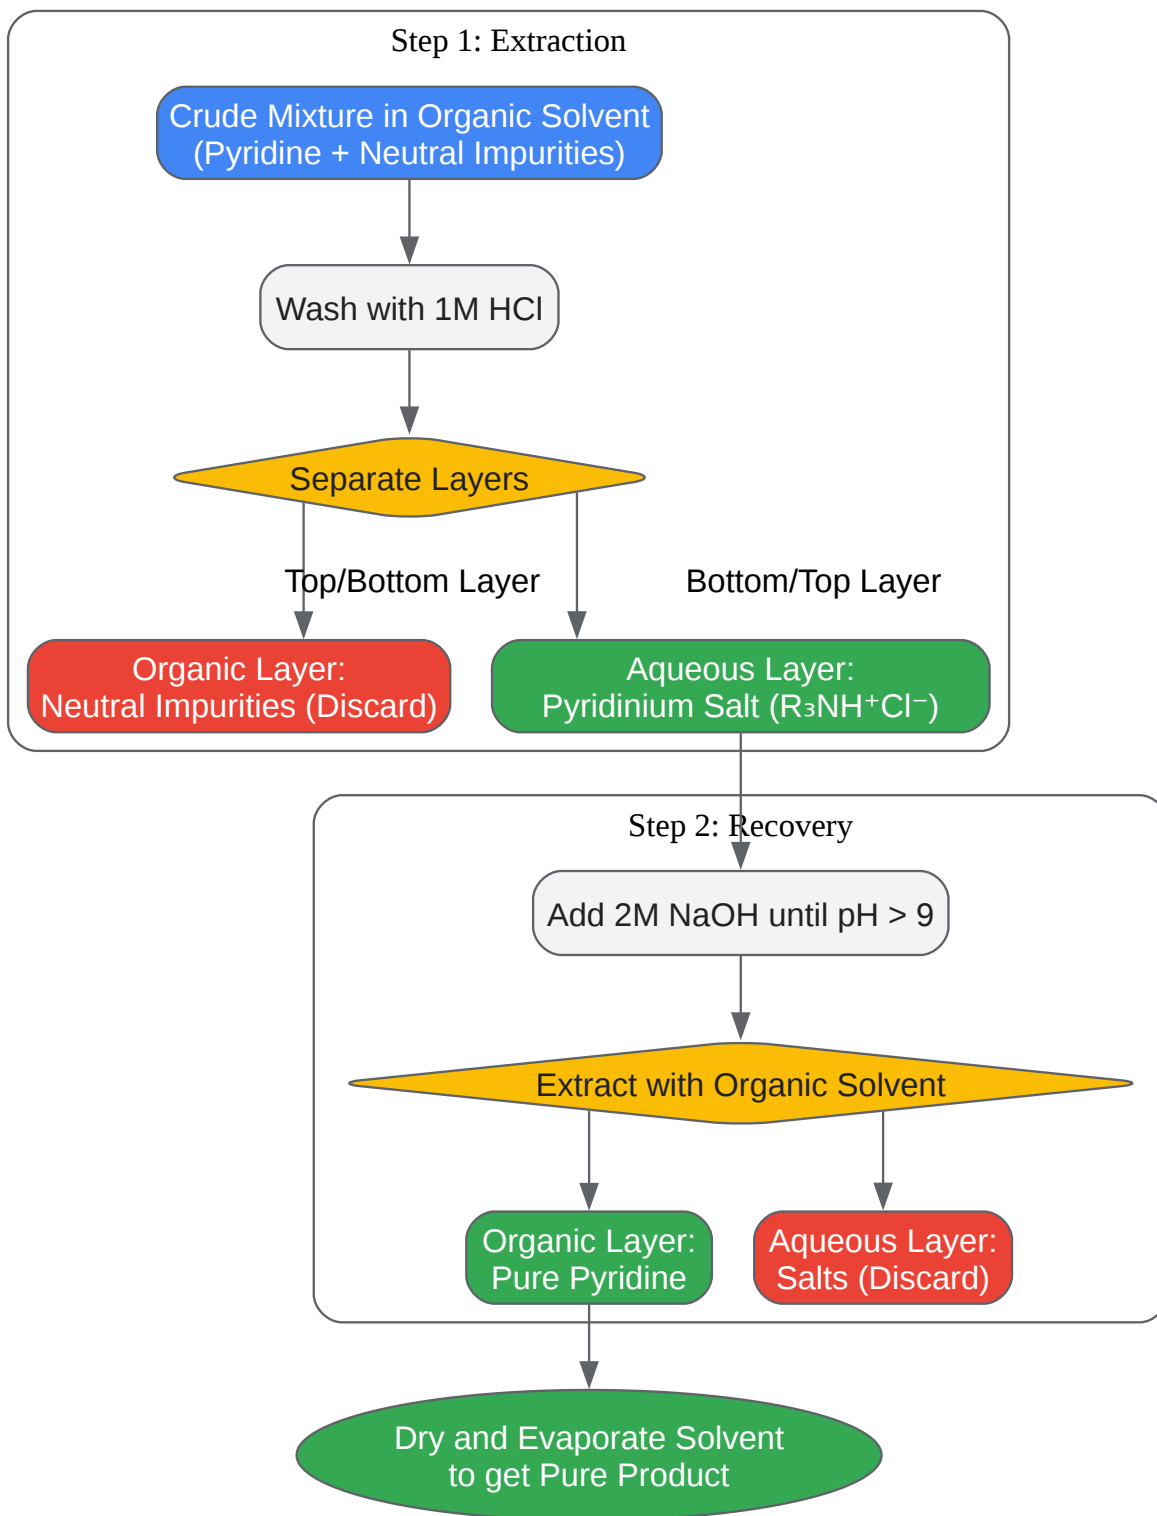 Step 1: Extraction
Crude Mixture in Organic Solvent
(Pyridine + Neutral Impurities)
Wash with 1M HCl
Separate Layers
Top/Bottom Layer
Bottom/Top Layer
Organic Layer:
Neutral Impurities (Discard)
Aqueous Layer:
Pyridinium Salt (R₃NH⁺Cl⁻)
Step 2: Recovery
Add 2M NaOH until pH > 9
Extract with Organic Solvent
Organic Layer:
Pure Pyridine
Aqueous Layer:
Salts (Discard)
Dry and Evaporate Solvent
to get Pure Product